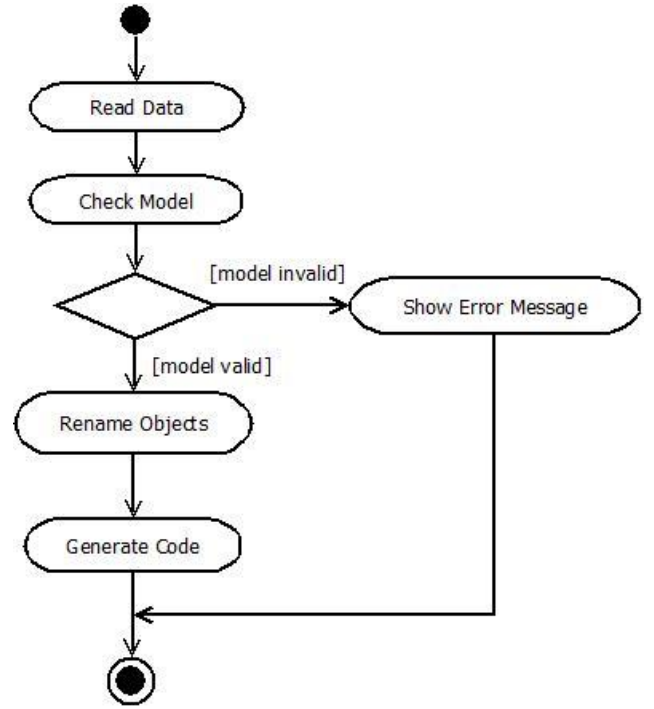 Read Data
Check Model
[model invalid]
Show Error Message
[model valid]
Rename Objects
Generate Code